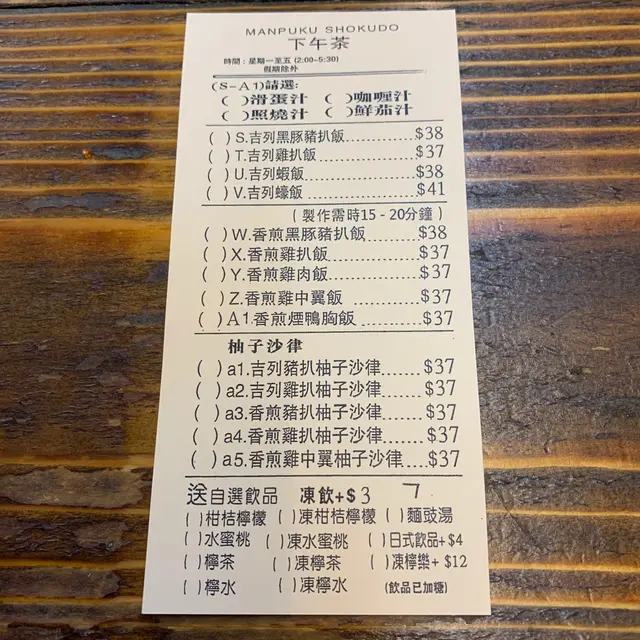 MANPUKU SHOKUDO
下午茶
時間：星期一至五 (2:00~5:30)
假期除外
(S-A1)請選:
( )滑蛋汁 ( )咖喱汁
( )照燒汁 ( )鮮茄汁
( ) S.吉列黑豚豬扒飯..............$38
( ) T.吉列雞扒飯....................$37
( ) U.吉列蝦飯......................$38
( ) V.吉列蠔飯......................$41
( 製作需時15 - 20分鐘 )
( ) W.香煎黑豚豬扒飯...........$38
( ) X.香煎雞扒飯..................$37
( ) Y.香煎雞肉飯..................$37
( ) Z.香煎雞中翼飯 ...............$37
( ) A1.香煎煙鴨胸飯 .............$37
柚子沙律
( ) a1.吉列豬扒柚子沙律.......$37
( ) a2.吉列雞扒柚子沙律.......$37
( ) a3.香煎豬扒柚子沙律.......$37
( ) a4.香煎雞扒柚子沙律.......$37
( ) a5.香煎雞中翼柚子沙律....$37
送自選飲品 凍飲+$3 7
( )柑桔檸檬 ( )凍柑桔檸檬 ( )麵豉湯
( )水蜜桃 ( )凍水蜜桃 ( )日式飲品+$4
( )檸茶 ( )凍檸茶 ( )凍檸樂+ $12
( )檸水 ( )凍檸水 (飲品已加糖)